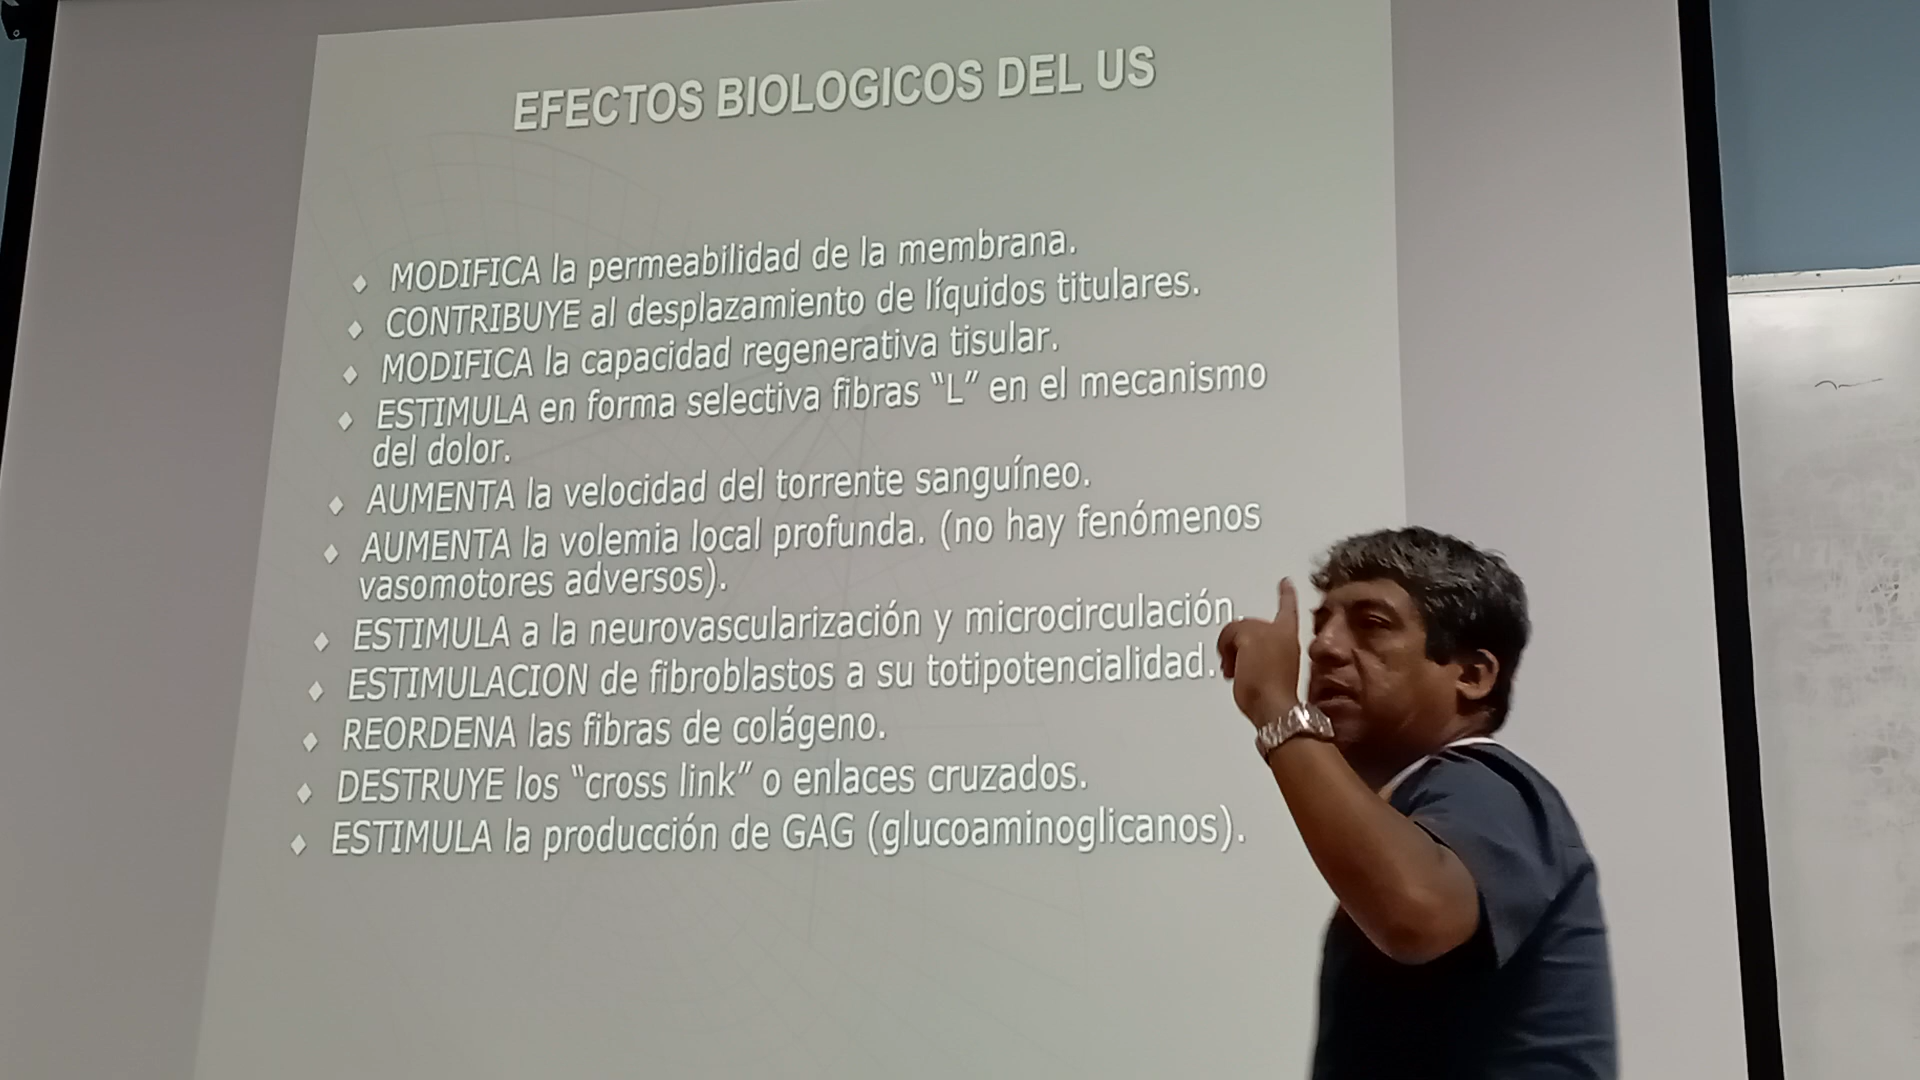 EFECTOS BIOLOGICOS DEL US
MODIFICA la permeabilidad de la membrana.
CONTRIBUYE al desplazamiento de líquidos titulares.
MODIFICA la capacidad regenerativa tisular.
ESTIMULA en forma selectiva fibras “L” en el mecanismo
del dolor.
AUMENTA la velocidad del torrente sanguíneo.
AUMENTA la volemia local profunda. (no hay fenómenos
vasomotores adversos).
ESTIMULA a la neurovascularización y microcirculación.
ESTIMULACION de fibroblastos a su totipotencialidad.
REORDENA las fibras de colágeno.
DESTRUYE los “cross link” o enlaces cruzados.
ESTIMULA la producción de GAG (glucoaminoglicanos).